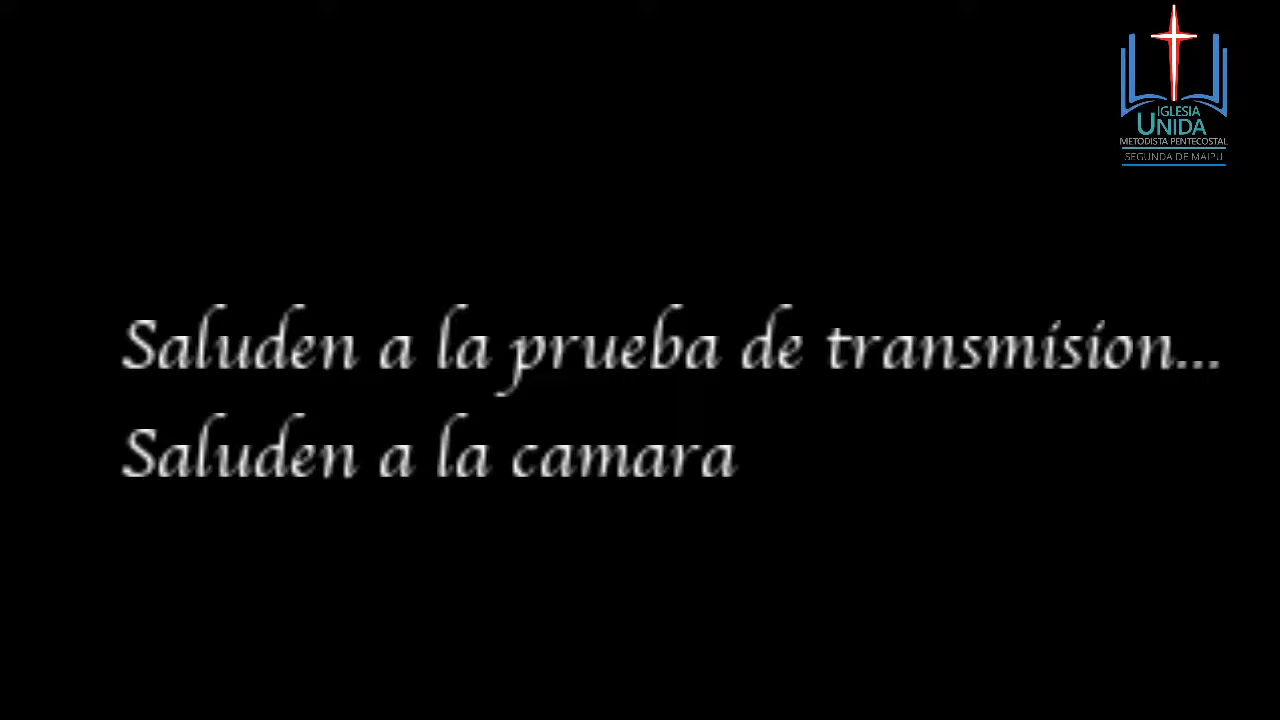 IGLESIA
UNIDA
METODISTA PENTECOSTAL
SEGUNDA DE MAIPU
Saluden a la prueba de transmision...
Saluden a la camara